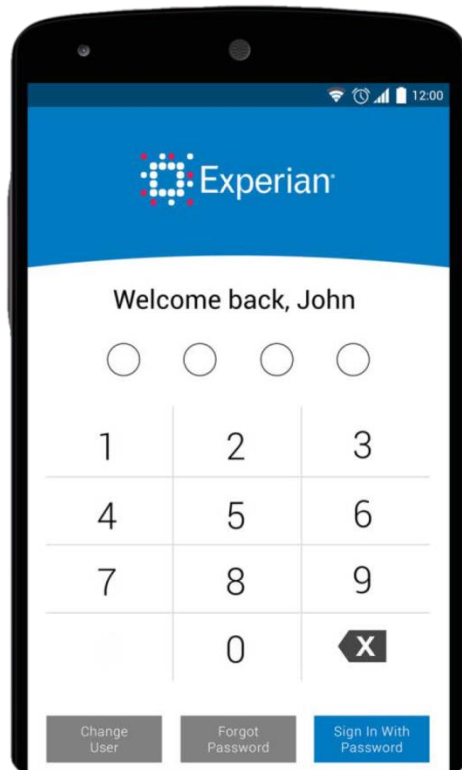 12:00
Experian
Welcome back, John
1 2 3
4 5 6
7 8 9
0 X
Change
User
Forgot
Password
Sign In With
Password